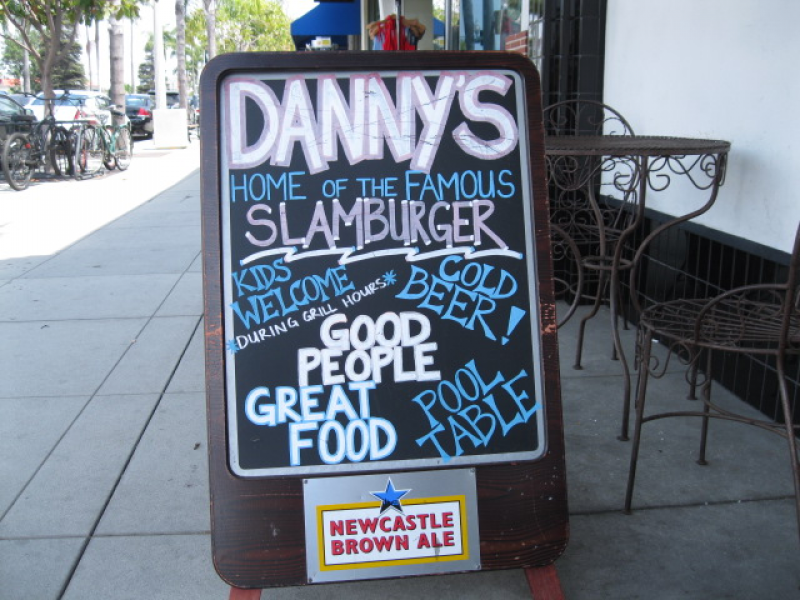 DANNY'S
HOME OF THE FAMOUS
SLAMBURGER
KIDS
WELCOME*
*DURING GRILL HOURS
COLD
BEER!
GOOD
PEOPLE
GREAT
FOOD
POOL
TABLE
NEWCASTLE
BROWN ALE